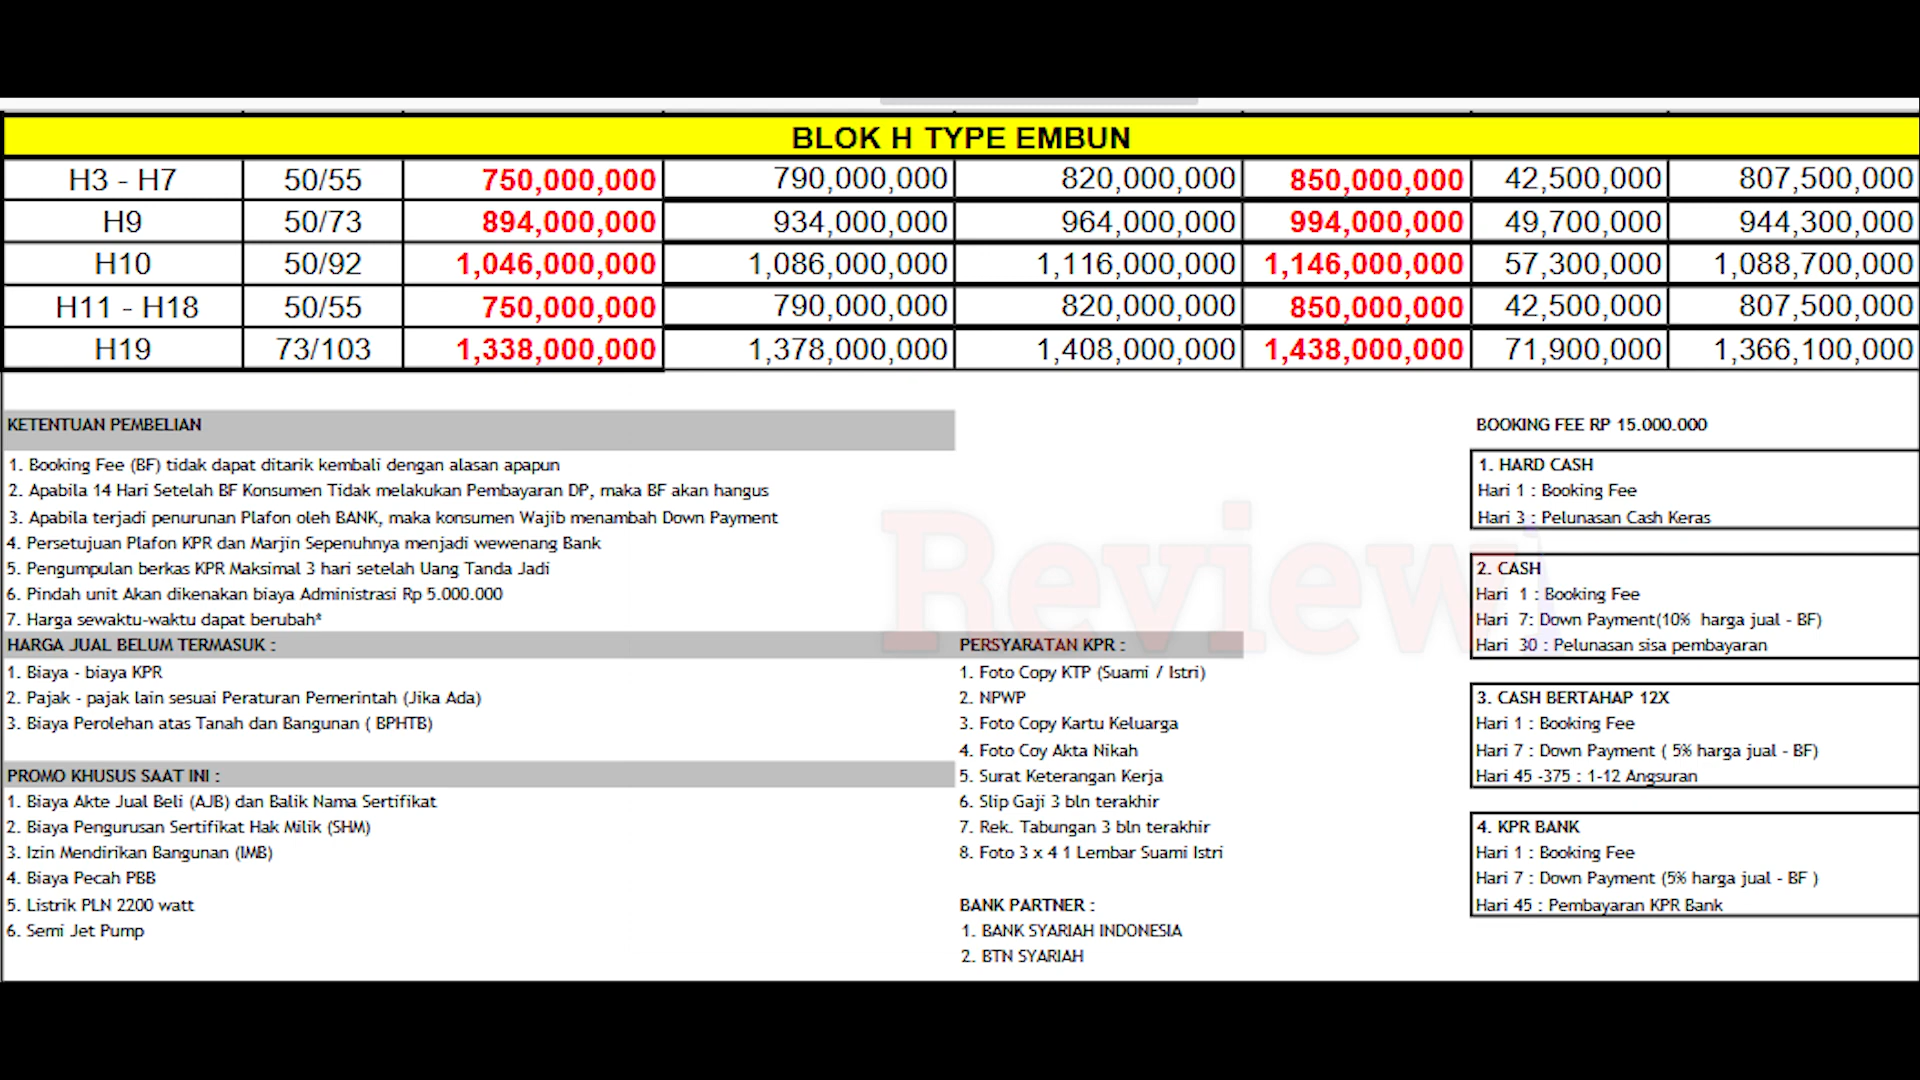 BLOK H TYPE EMBUN
H3 - H7 50/55 750,000,000 790,000,000 820,000,000 850,000,000 42,500,000 807,500,000
H9 50/73 894,000,000 934,000,000 964,000,000 994,000,000 49,700,000 944,300,000
H10 50/92 1,046,000,000 1,086,000,000 1,116,000,000 1,146,000,000 57,300,000 1,088,700,000
H11 - H18 50/55 750,000,000 790,000,000 820,000,000 850,000,000 42,500,000 807,500,000
H19 73/103 1,338,000,000 1,378,000,000 1,408,000,000 1,438,000,000 71,900,000 1,366,100,000
KETENTUAN PEMBELIAN
1. Booking Fee (BF) tidak dapat ditarik kembali dengan alasan apapun
2. Apabila 14 Hari Setelah BF Konsumen Tidak melakukan Pembayaran DP, maka BF akan hangus
3. Apabila terjadi penurunan Plafon oleh BANK, maka konsumen Wajib menambah Down Payment
4. Persetujuan Plafon KPR dan Marjin Sepenuhnya menjadi wewenang Bank
5. Pengumpulan berkas KPR Maksimal 3 hari setelah Uang Tanda Jadi
6. Pindah unit Akan dikenakan biaya Administrasi Rp 5.000.000
7. Harga sewaktu-waktu dapat berubah*
HARGA JUAL BELUM TERMASUK :
1. Biaya - biaya KPR
2. Pajak - pajak lain sesuai Peraturan Pemerintah (Jika Ada)
3. Biaya Perolehan atas Tanah dan Bangunan ( BPHTB)
PROMO KHUSUS SAAT INI :
1. Biaya Akte Jual Beli (AJB) dan Balik Nama Sertifikat
2. Biaya Pengurusan Sertifikat Hak Milik (SHM)
3. Izin Mendirikan Bangunan (IMB)
4. Biaya Pecah PBB
5. Listrik PLN 2200 watt
6. Semi Jet Pump
Review
PERSYARATAN KPR :
1. Foto Copy KTP (Suami / Istri)
2. NPWP
3. Foto Copy Kartu Keluarga
4. Foto Coy Akta Nikah
5. Surat Keterangan Kerja
6. Slip Gaji 3 bln terakhir
7. Rek. Tabungan 3 bln terakhir
8. Foto 3 x 4 1 Lembar Suami Istri
BANK PARTNER :
1. BANK SYARIAH INDONESIA
2. BTN SYARIAH
BOOKING FEE RP 15.000.000
1. HARD CASH
Hari 1 : Booking Fee
Hari 3 : Pelunasan Cash Keras
2. CASH
Hari 1 : Booking Fee
Hari 7: Down Payment(10% harga jual - BF)
Hari 30 : Pelunasan sisa pembayaran
3. CASH BERTAHAP 12X
Hari 1 : Booking Fee
Hari 7 : Down Payment ( 5% harga jual - BF)
Hari 45 -375 : 1-12 Angsuran
4. KPR BANK
Hari 1 : Booking Fee
Hari 7 : Down Payment (5% harga jual - BF )
Hari 45 : Pembayaran KPR Bank